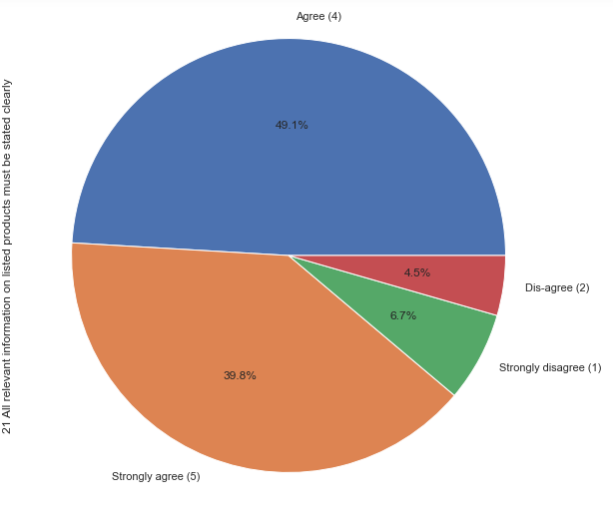 Agree (4)
21 All relevant information on listed products must be stated clearly
49.1%
4.5%
Dis-agree (2)
6.7%
Strongly disagree (1)
39.8%
Strongly agree (5)